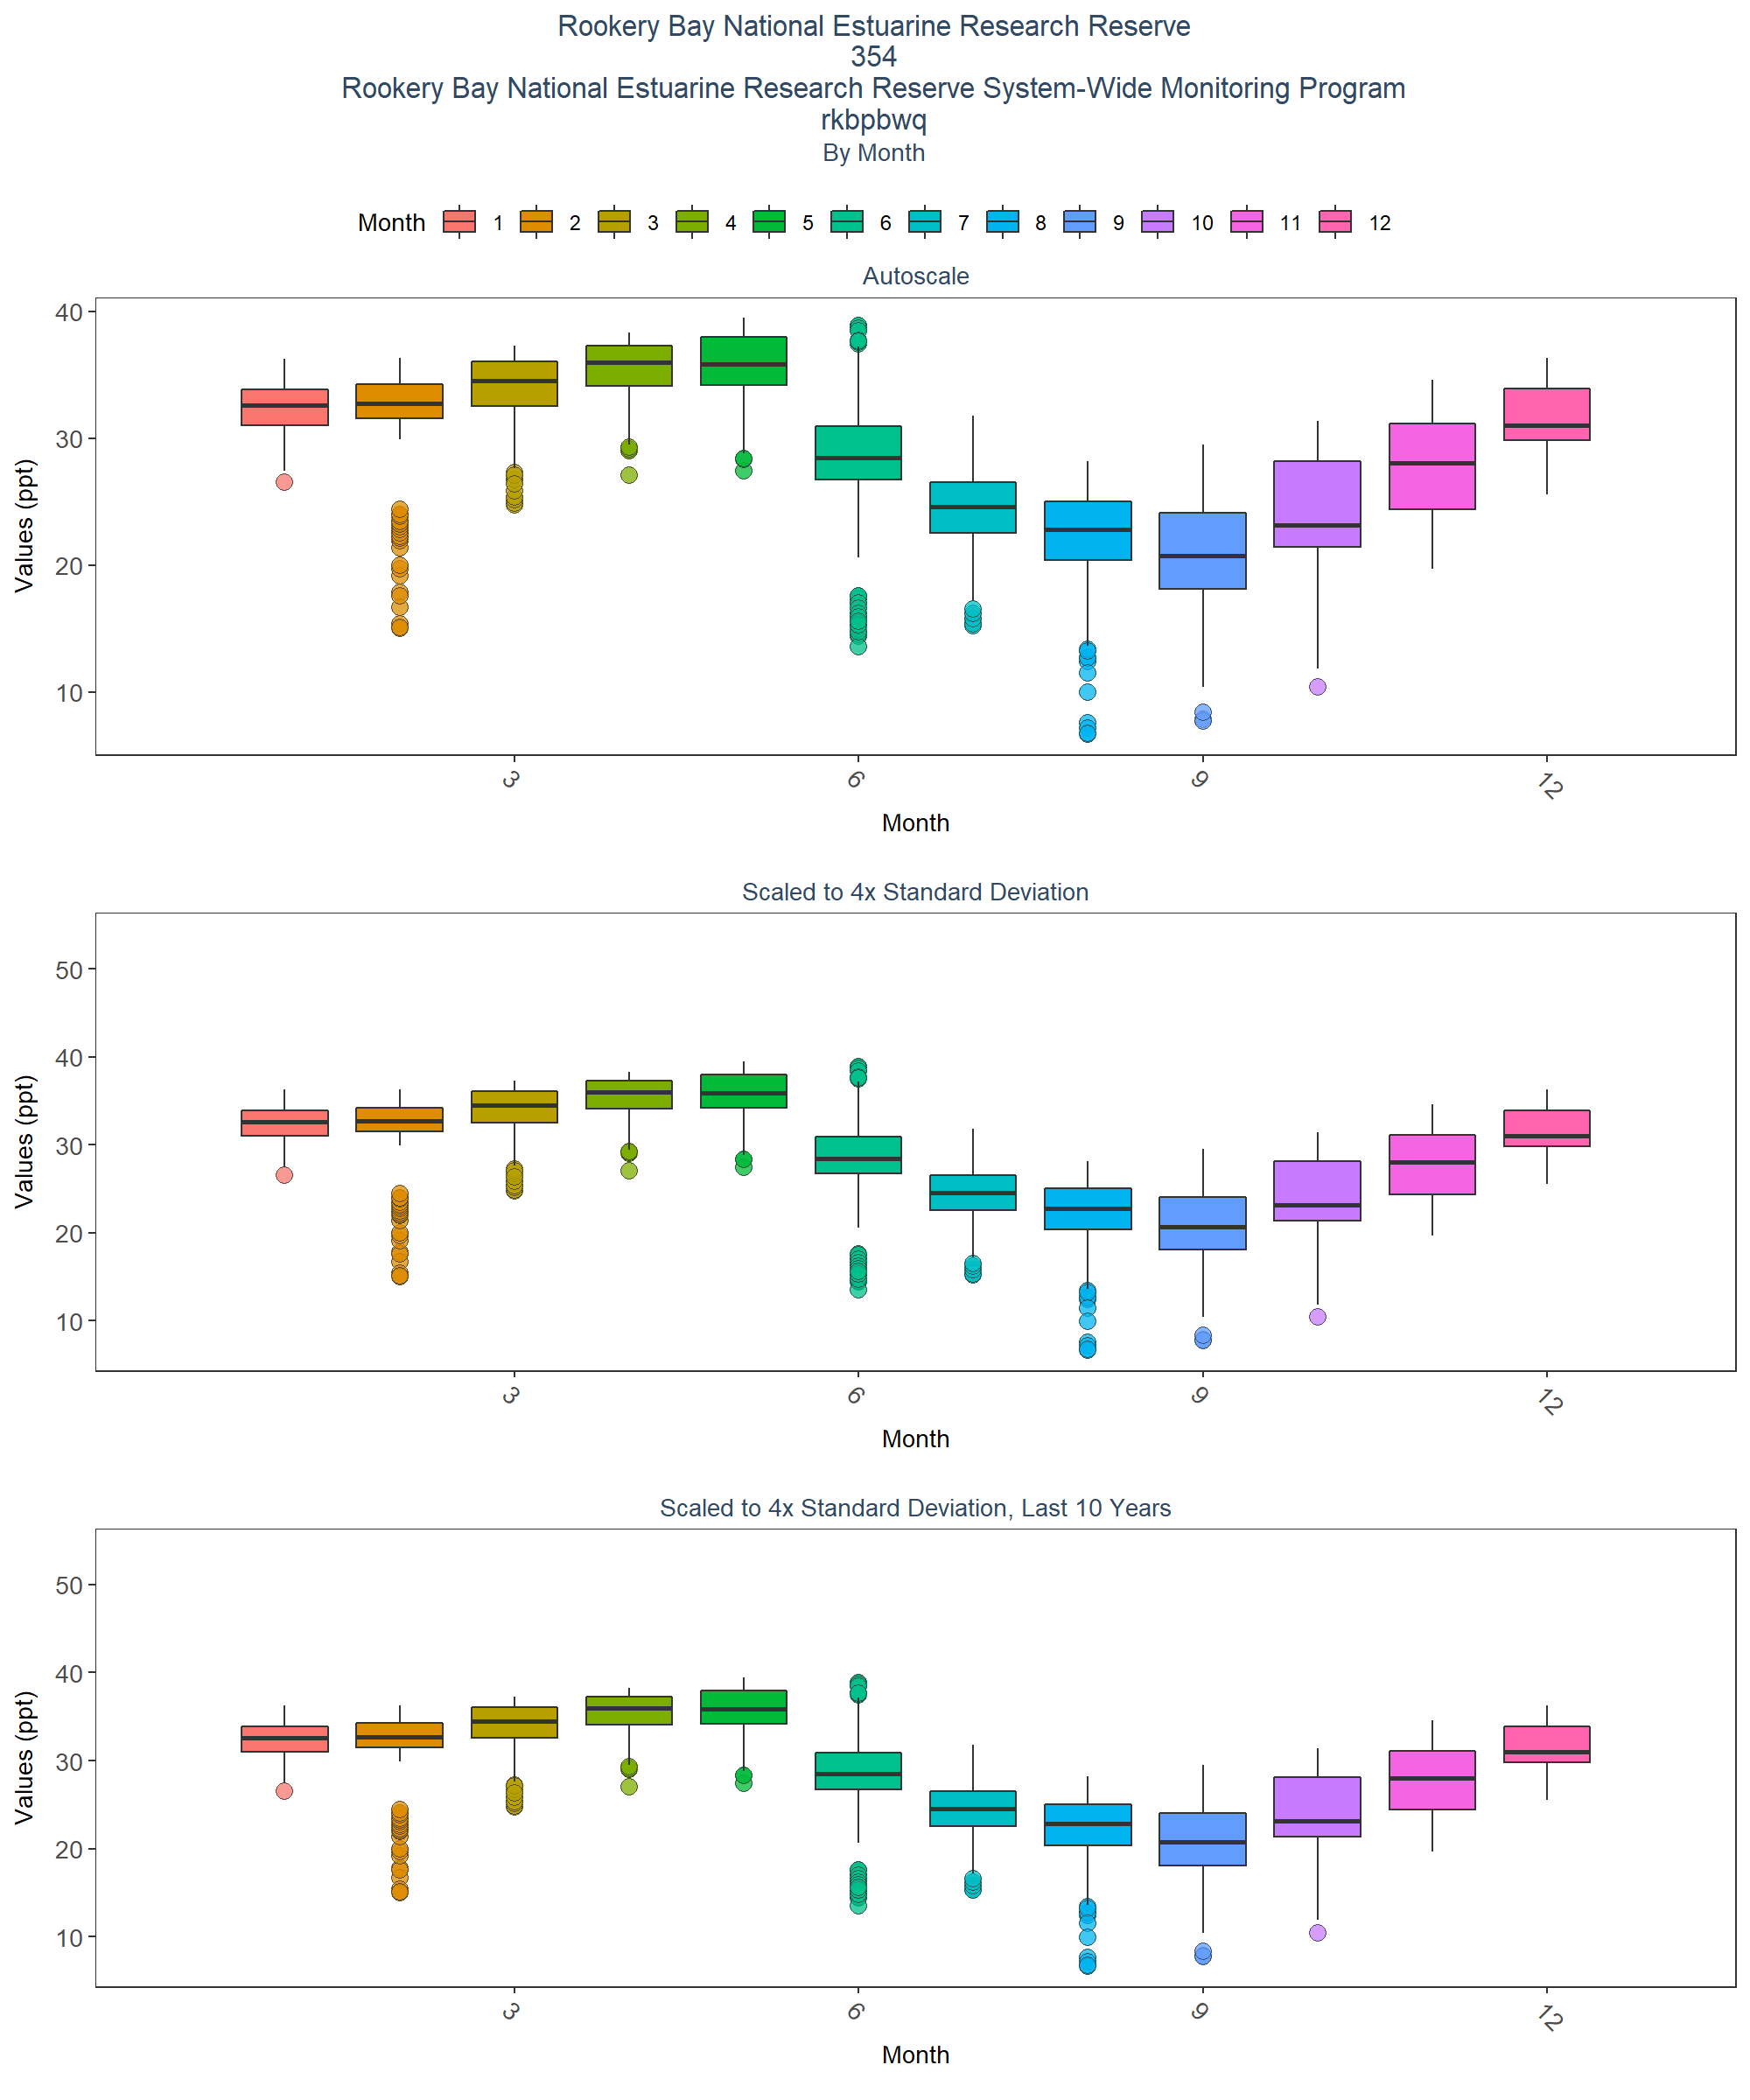 Rookery Bay National Estuarine Research Reserve
354
Rookery Bay National Estuarine Research Reserve System-Wide Monitoring Program
rkbpbwq
By Month
Month 1 2 3 4 5 6 7 8 9 10 11 12
Autoscale
Values (ppt)
40
30
20
10
3 6 9 12
Month
Scaled to 4x Standard Deviation
Values (ppt)
50
40
30
20
10
3 6 9 12
Month
Scaled to 4x Standard Deviation, Last 10 Years
Values (ppt)
50
40
30
20
10
3 6 9 12
Month